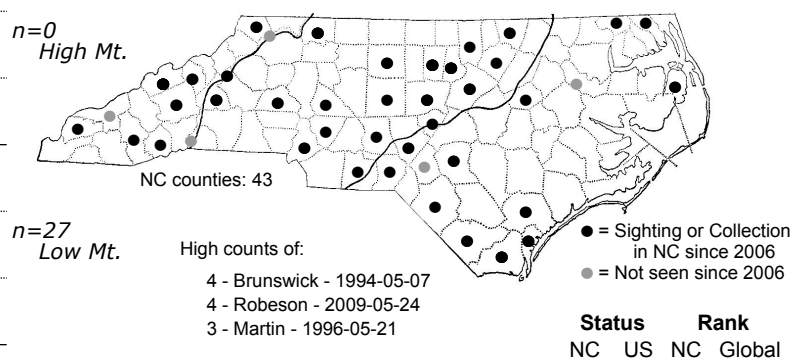 n=0
High Mt.
NC counties: 43
n=27
Low Mt.
High counts of:
4 - Brunswick - 1994-05-07
4 - Robeson - 2009-05-24
3 - Martin - 1996-05-21
= Sighting or Collection
in NC since 2006
= Not seen since 2006
Status Rank
NC US NC Global